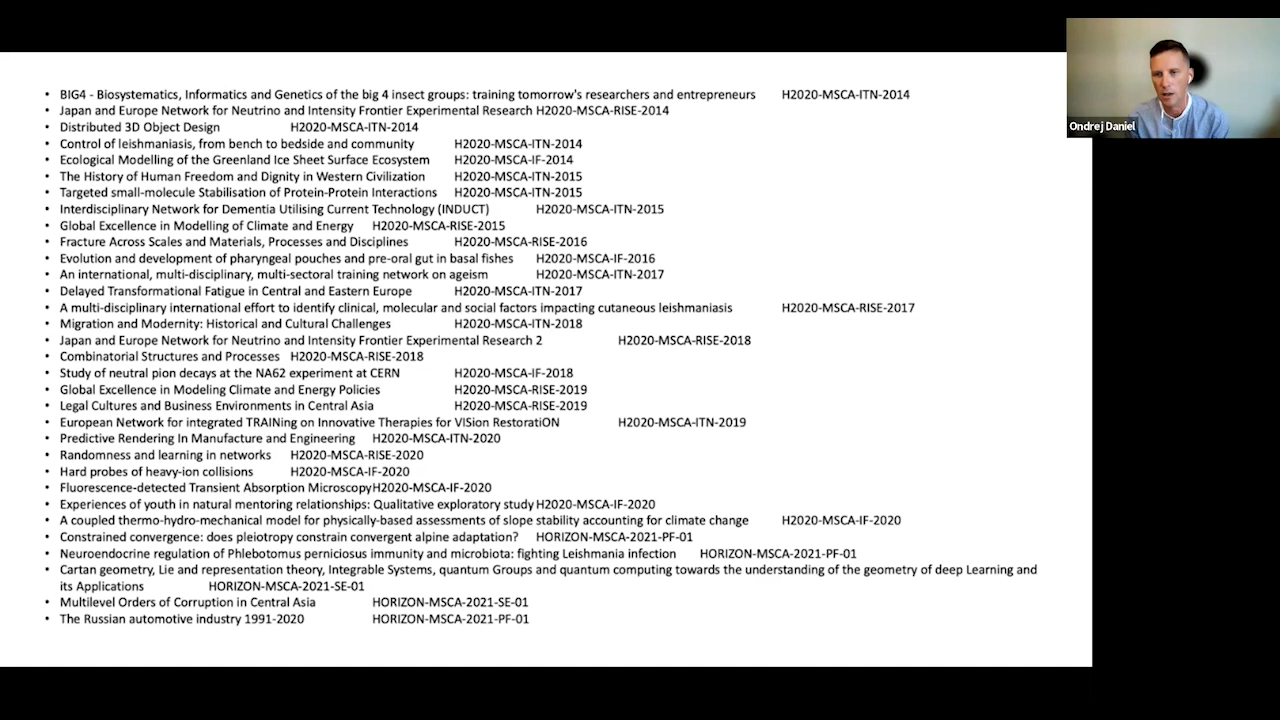 • BIG4 - Biosystematics, Informatics and Genetics of the big 4 insect groups: training tomorrow's researchers and entrepreneurs H2020-MSCA-ITN-2014
• Japan and Europe Network for Neutrino and Intensity Frontier Experimental Research H2020-MSCA-RISE-2014
• Distributed 3D Object Design H2020-MSCA-ITN-2014
• Control of leishmaniasis, from bench to bedside and community H2020-MSCA-ITN-2014
• Ecological Modelling of the Greenland Ice Sheet Surface Ecosystem H2020-MSCA-IF-2014
• The History of Human Freedom and Dignity in Western Civilization H2020-MSCA-ITN-2015
• Targeted small-molecule Stabilisation of Protein-Protein Interactions H2020-MSCA-ITN-2015
• Interdisciplinary Network for Dementia Utilising Current Technology (INDUCT) H2020-MSCA-ITN-2015
• Global Excellence in Modelling of Climate and Energy H2020-MSCA-RISE-2015
• Fracture Across Scales and Materials, Processes and Disciplines H2020-MSCA-RISE-2016
• Evolution and development of pharyngeal pouches and pre-oral gut in basal fishes H2020-MSCA-IF-2016
• An international, multi-disciplinary, multi-sectoral training network on ageism H2020-MSCA-ITN-2017
• Delayed Transformational Fatigue in Central and Eastern Europe H2020-MSCA-ITN-2017
• A multi-disciplinary international effort to identify clinical, molecular and social factors impacting cutaneous leishmaniasis H2020-MSCA-RISE-2017
• Migration and Modernity: Historical and Cultural Challenges H2020-MSCA-ITN-2018
• Japan and Europe Network for Neutrino and Intensity Frontier Experimental Research 2 H2020-MSCA-RISE-2018
• Combinatorial Structures and Processes H2020-MSCA-RISE-2018
• Study of neutral pion decays at the NA62 experiment at CERN H2020-MSCA-IF-2018
• Global Excellence in Modeling Climate and Energy Policies H2020-MSCA-RISE-2019
• Legal Cultures and Business Environments in Central Asia H2020-MSCA-RISE-2019
• European Network for integrated TRAINing on Innovative Therapies for VISion RestoratiON H2020-MSCA-ITN-2019
• Predictive Rendering In Manufacture and Engineering H2020-MSCA-ITN-2020
• Randomness and learning in networks H2020-MSCA-RISE-2020
• Hard probes of heavy-ion collisions H2020-MSCA-IF-2020
• Fluorescence-detected Transient Absorption MicroscopyH2020-MSCA-IF-2020
• Experiences of youth in natural mentoring relationships: Qualitative exploratory study H2020-MSCA-IF-2020
• A coupled thermo-hydro-mechanical model for physically-based assessments of slope stability accounting for climate change H2020-MSCA-IF-2020
• Constrained convergence: does pleiotropy constrain convergent alpine adaptation? HORIZON-MSCA-2021-PF-01
• Neuroendocrine regulation of Phlebotomus perniciosus immunity and microbiota: fighting Leishmania infection HORIZON-MSCA-2021-PF-01
• Cartan geometry, Lie and representation theory, Integrable Systems, quantum Groups and quantum computing towards the understanding of the geometry of deep Learning and
its Applications HORIZON-MSCA-2021-SE-01
• Multilevel Orders of Corruption in Central Asia HORIZON-MSCA-2021-SE-01
• The Russian automotive industry 1991-2020 HORIZON-MSCA-2021-PF-01
Ondrej Daniel